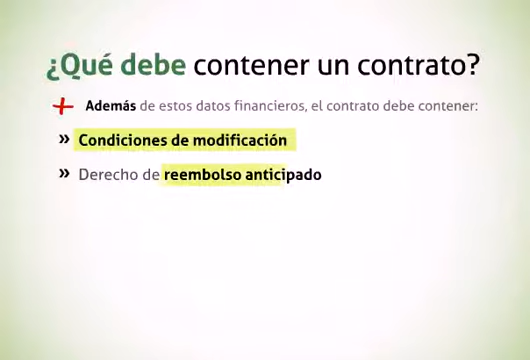 ¿Qué debe contener un contrato?
+ Además de estos datos financieros, el contrato debe contener:
» Condiciones de modificación
» Derecho de reembolso anticipado